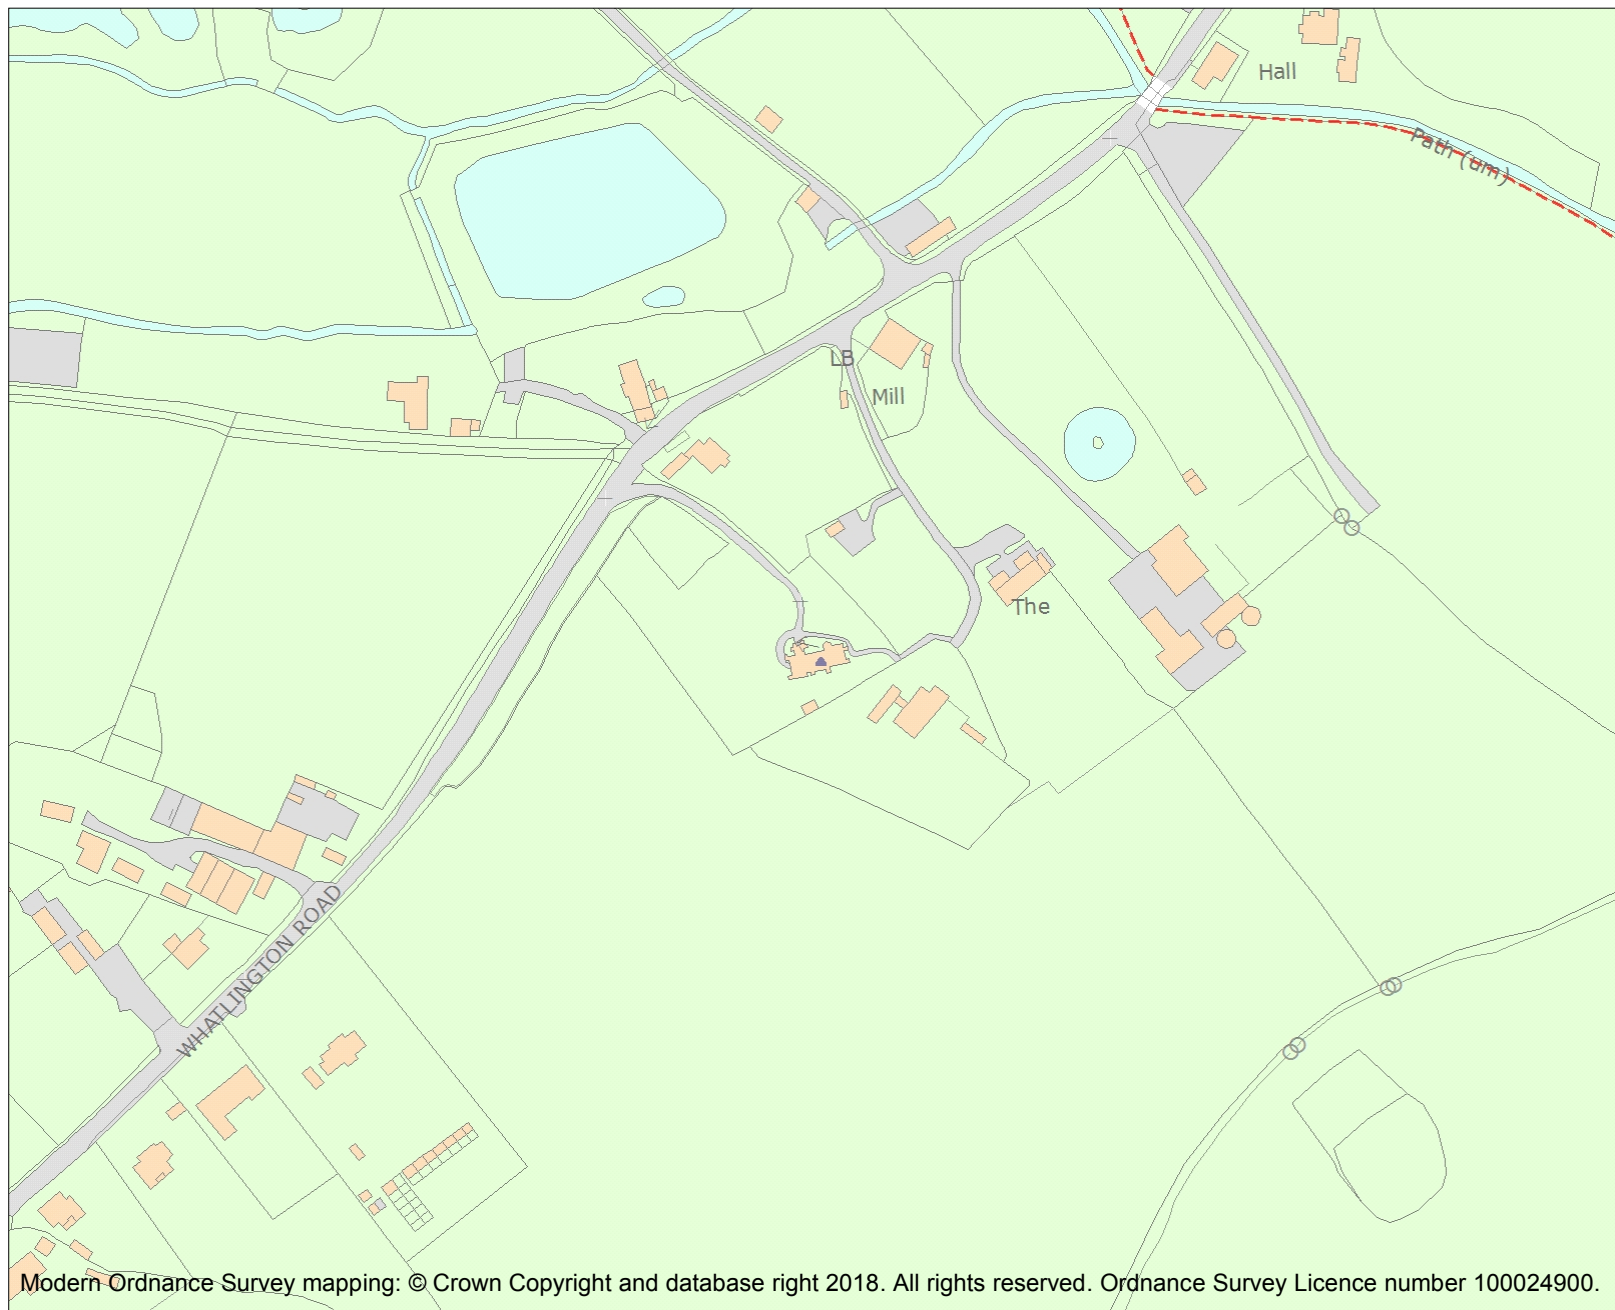 Hall
Path (um)
LB
Mill
The
WHATLINGTON ROAD
Modern Ordnance Survey mapping: © Crown Copyright and database right 2018. All rights reserved. Ordnance Survey Licence number 100024900.